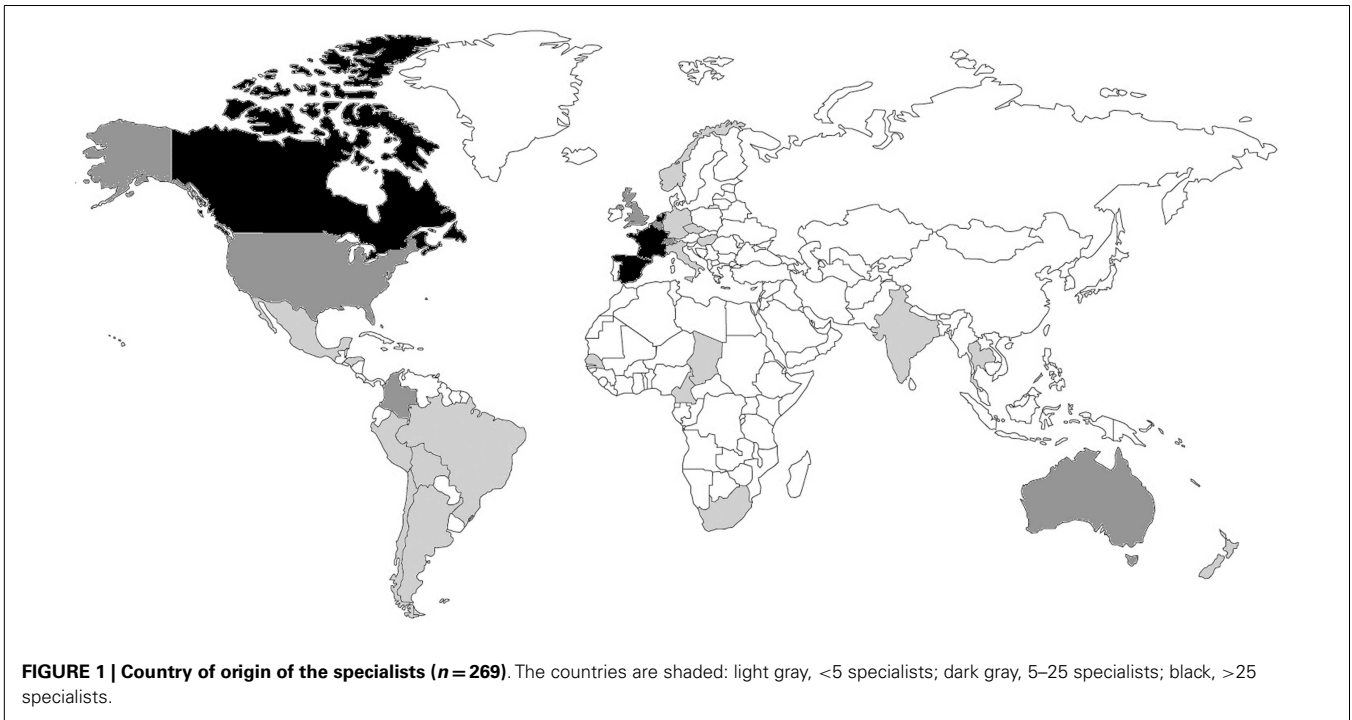 FIGURE 1 | Country of origin of the specialists (n = 269). The countries are shaded: light gray, <5 specialists; dark gray, 5–25 specialists; black, >25
specialists.